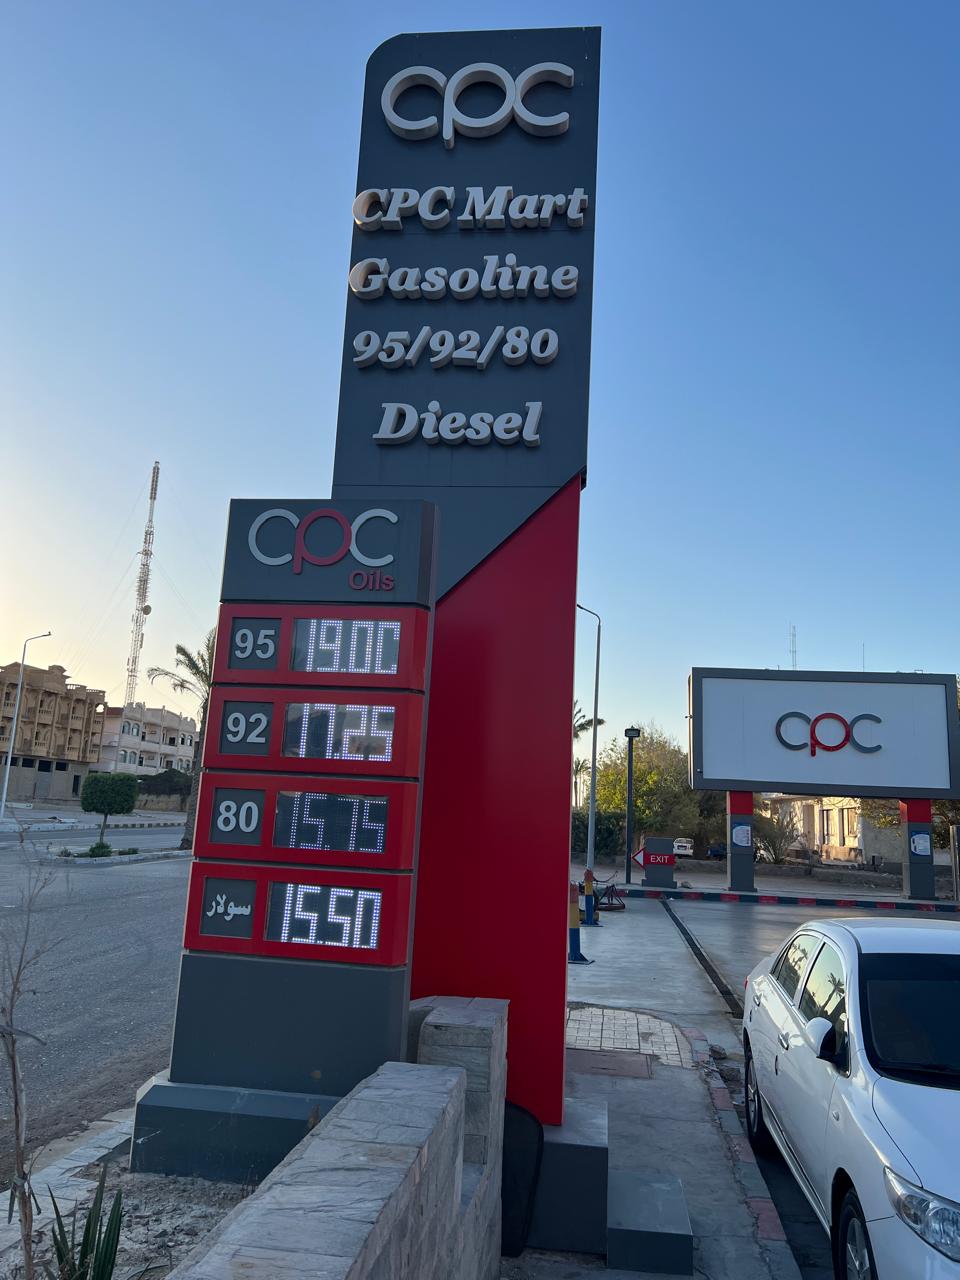 cpc
CPC Mart
Gasoline
95/92/80
Diesel
cpc
Oils
95 19.00
92 17.25
80 15.75
سولار 15.50
cpc
EXIT